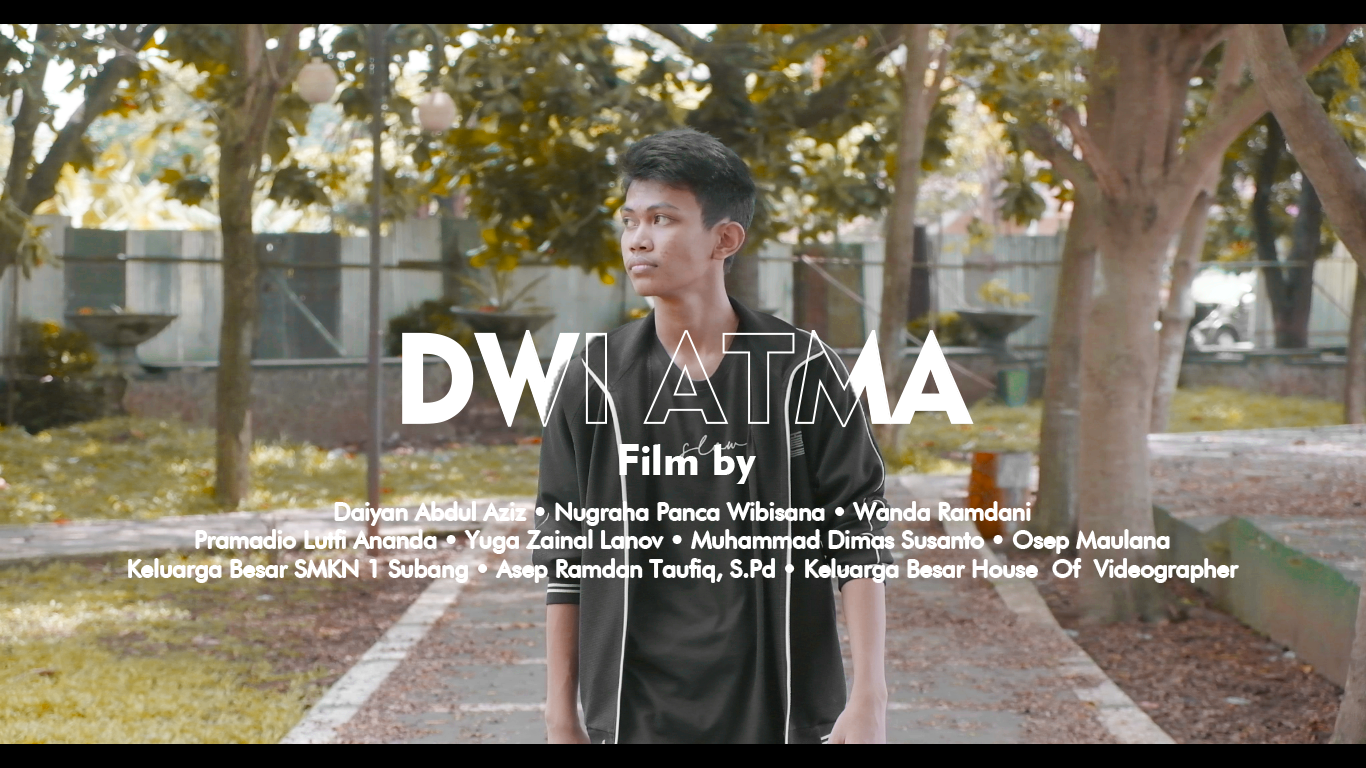 DWI ATMA
slow
Film by
Daiyan Abdul Aziz • Nugraha Panca Wibisana • Wanda Ramdani
Pramadio Lutfi Ananda • Yuga Zainal Lanov • Muhammad Dimas Susanto • Osep Maulana
Keluarga Besar SMKN 1 Subang • Asep Ramdan Taufiq, S.Pd • Keluarga Besar House Of Videographer